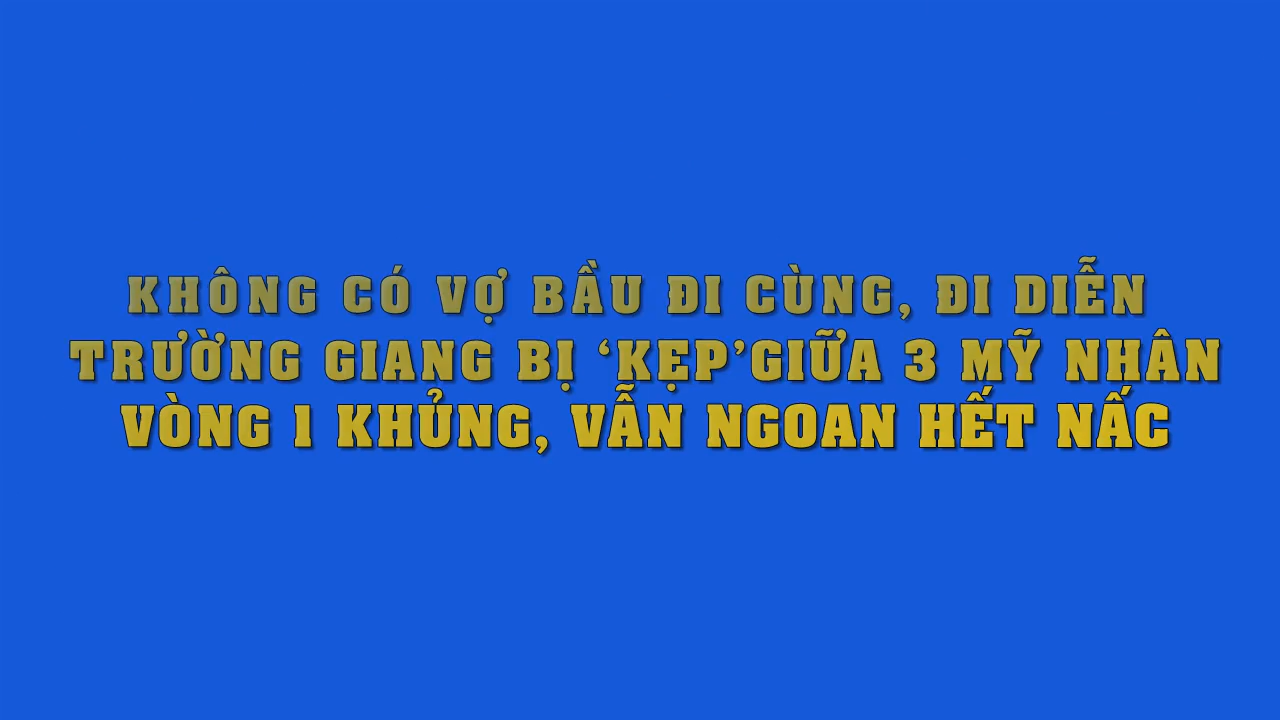 KHÔNG CÓ VỢ BẦU ĐI CÙNG, ĐI DIỄN
TRƯỜNG GIANG BỊ ‘KẸP’GIỮA 3 MỸ NHÂN
VÒNG 1 KHỦNG, VẪN NGOAN HẾT NẤC